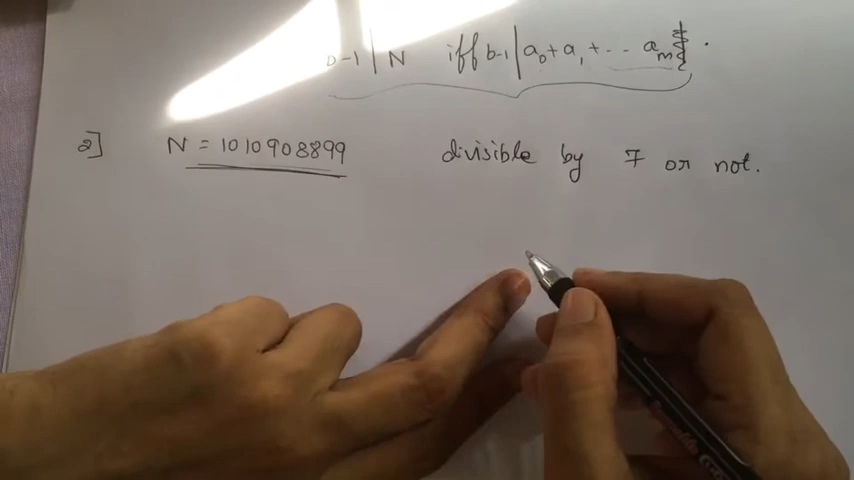 b-1 | N iff b-1 | a₀+a₁+... aₘ.
2] N = 1010908899 divisible by 7 or not.